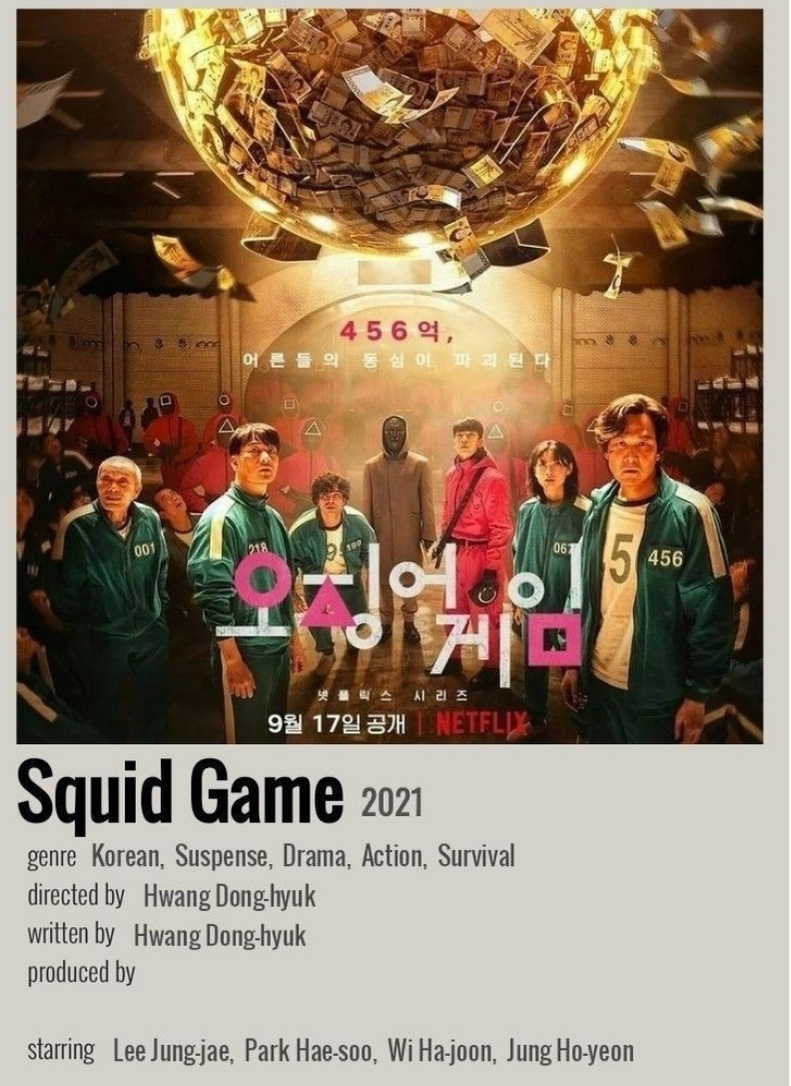 456억,
어른들의 동심이 파괴된다
001
218
067
5 456
오징어
게임
넷플릭스 시리즈
9월 17일 공개 | NETFLIX
Squid Game 2021
genre Korean, Suspense, Drama, Action, Survival
directed by Hwang Dong-hyuk
written by Hwang Dong-hyuk
produced by
starring Lee Jung-jae, Park Hae-soo, Wi Ha-joon, Jung Ho-yeon